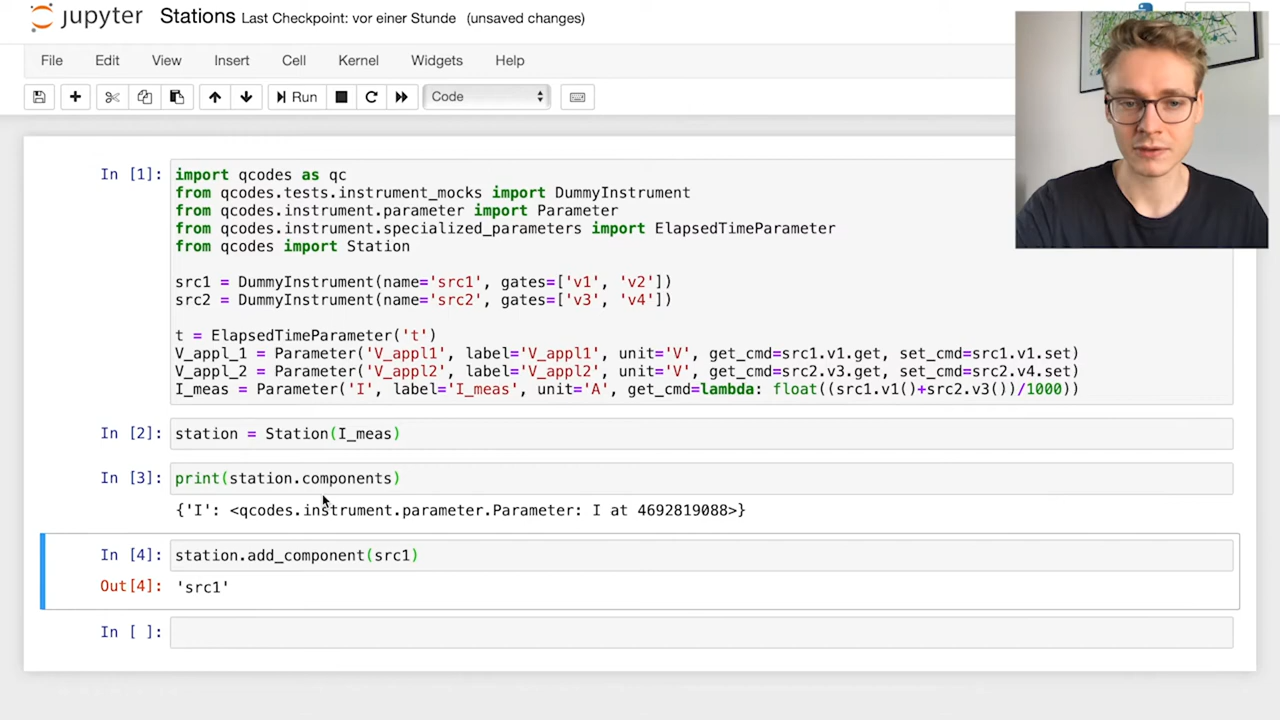 jupyter Stations Last Checkpoint: vor einer Stunde (unsaved changes)
File Edit View Insert Cell Kernel Widgets Help
Run Code
In [1]: import qcodes as qc
from qcodes.tests.instrument_mocks import DummyInstrument
from qcodes.instrument.parameter import Parameter
from qcodes.instrument.specialized_parameters import ElapsedTimeParameter
from qcodes import Station
src1 = DummyInstrument(name='src1', gates=['v1', 'v2'])
src2 = DummyInstrument(name='src2', gates=['v3', 'v4'])
t = ElapsedTimeParameter('t')
V_appl_1 = Parameter('V_appl1', label='V_appl1', unit='V', get_cmd=src1.v1.get, set_cmd=src1.v1.set)
V_appl_2 = Parameter('V_appl2', label='V_appl2', unit='V', get_cmd=src2.v3.get, set_cmd=src2.v4.set)
I_meas = Parameter('I', label='I_meas', unit='A', get_cmd=lambda: float((src1.v1()+src2.v3())/1000))
In [2]: station = Station(I_meas)
In [3]: print(station.components)
{'I': <qcodes.instrument.parameter.Parameter: I at 4692819088>}
In [4]: station.add_component(src1)
Out[4]: 'src1'
In [ ]: